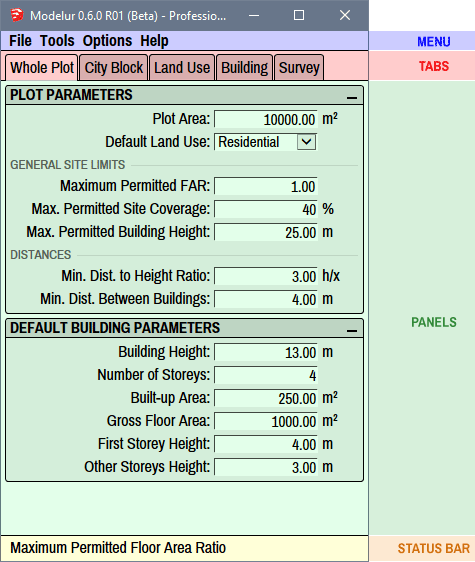 Modelur 0.6.0 R01 (Beta) - Professio...
File Tools Options Help MENU
Whole Plot City Block Land Use Building Survey TABS
PLOT PARAMETERS
Plot Area: 10000.00 m²
Default Land Use: Residential
GENERAL SITE LIMITS
Maximum Permitted FAR: 1.00
Max. Permitted Site Coverage: 40 %
Max. Permitted Building Height: 25.00 m
DISTANCES
Min. Dist. to Height Ratio: 3.00 h/x
Min. Dist. Between Buildings: 4.00 m
PANELS
DEFAULT BUILDING PARAMETERS
Building Height: 13.00 m
Number of Storeys: 4
Built-up Area: 250.00 m²
Gross Floor Area: 1000.00 m²
First Storey Height: 4.00 m
Other Storeys Height: 3.00 m
Maximum Permitted Floor Area Ratio STATUS BAR